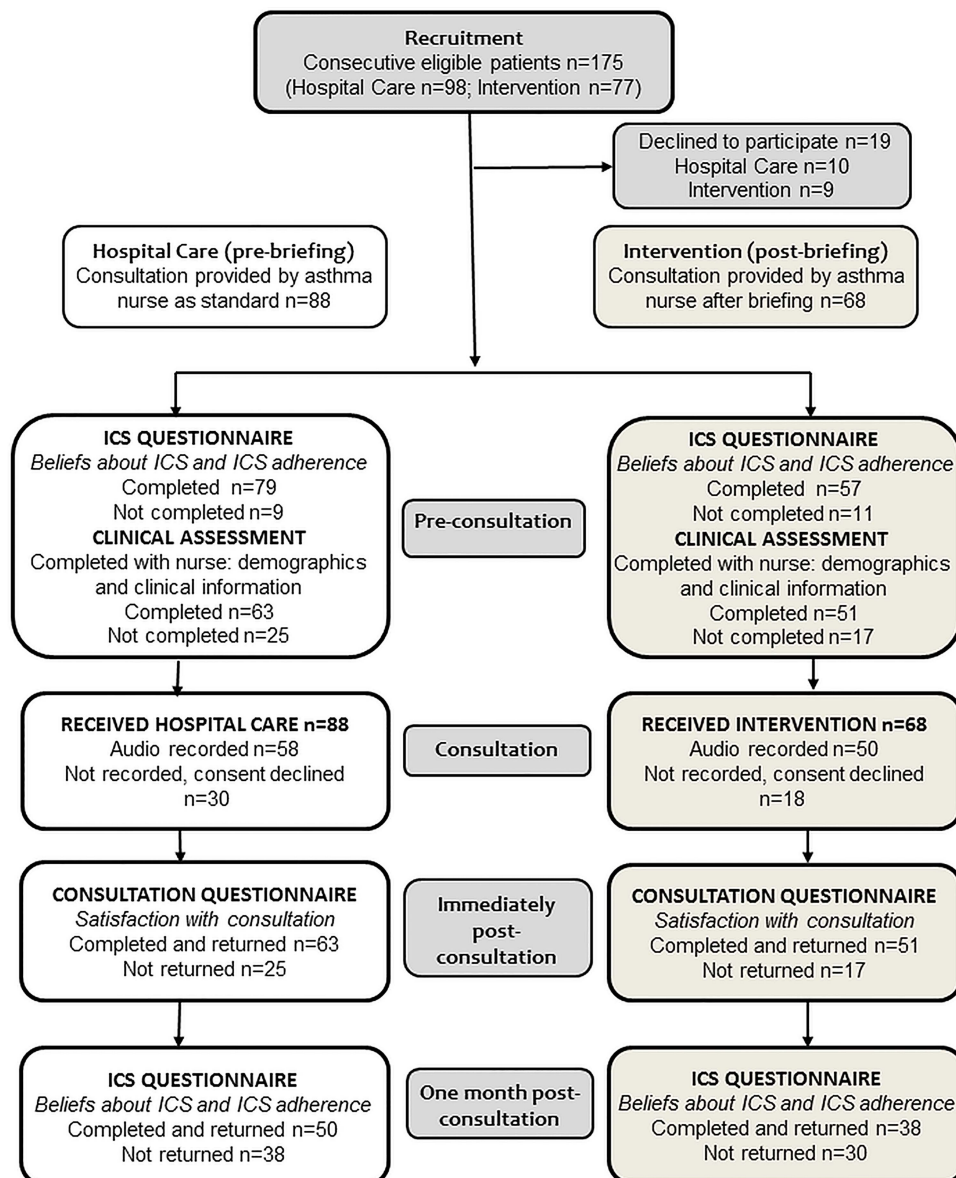 Recruitment
Consecutive eligible patients n=175
(Hospital Care n=98; Intervention n=77)
Declined to participate n=19
Hospital Care n=10
Intervention n=9
Hospital Care (pre-briefing)
Consultation provided by asthma
nurse as standard n=88
Intervention (post-briefing)
Consultation provided by asthma
nurse after briefing n=68
ICS QUESTIONNAIRE
Beliefs about ICS and ICS adherence
Completed n=79
Not completed n=9
CLINICAL ASSESSMENT
Completed with nurse: demographics
and clinical information
Completed n=63
Not completed n=25
Pre-consultation
ICS QUESTIONNAIRE
Beliefs about ICS and ICS adherence
Completed n=57
Not completed n=11
CLINICAL ASSESSMENT
Completed with nurse: demographics
and clinical information
Completed n=51
Not completed n=17
RECEIVED HOSPITAL CARE n=88
Audio recorded n=58
Not recorded, consent declined
n=30
Consultation
RECEIVED INTERVENTION n=68
Audio recorded n=50
Not recorded, consent declined
n=18
CONSULTATION QUESTIONNAIRE
Satisfaction with consultation
Completed and returned n=63
Not returned n=25
Immediately
post-
consultation
CONSULTATION QUESTIONNAIRE
Satisfaction with consultation
Completed and returned n=51
Not returned n=17
ICS QUESTIONNAIRE
Beliefs about ICS and ICS adherence
Completed and returned n=50
Not returned n=38
One month post-
consultation
ICS QUESTIONNAIRE
Beliefs about ICS and ICS adherence
Completed and returned n=38
Not returned n=30